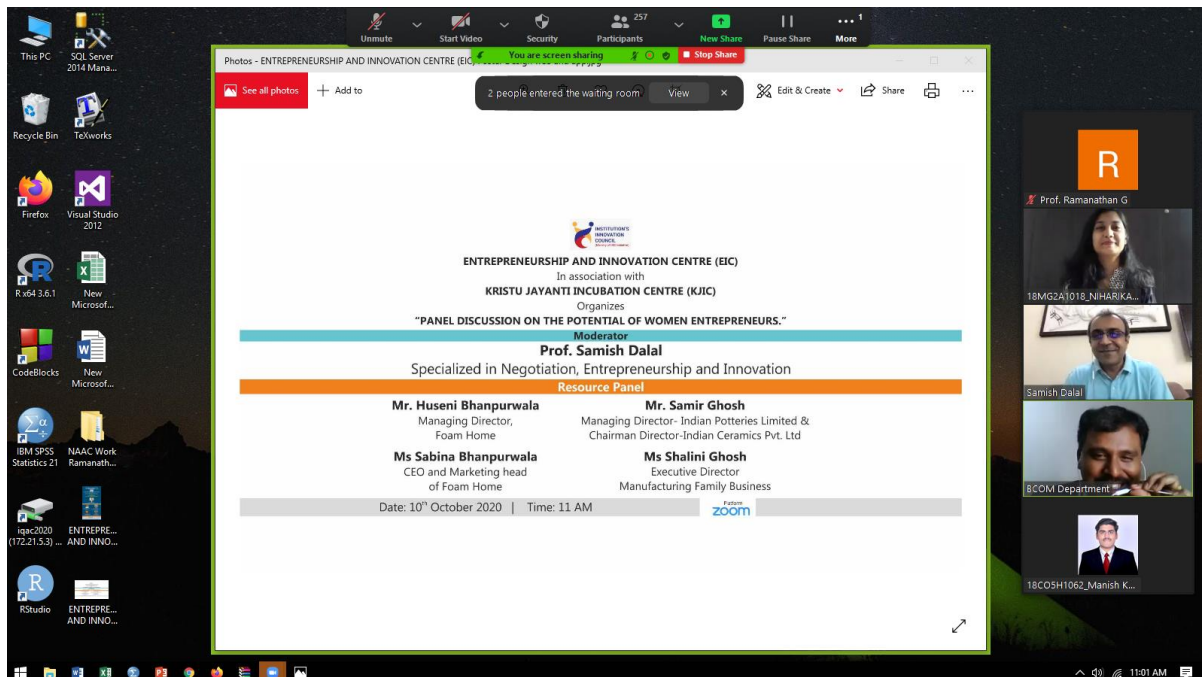 257
1
Unmute
Start Video
Security
Participants
New Share
Pause Share
More
You are screen sharing
Stop Share
Photos - ENTREPRENEURSHIP AND INNOVATION CENTRE (EIC)
See all photos
Add to
2 people entered the waiting room
View
Edit & Create
Share
INSTITUTION'S
INNOVATION
COUNCIL
ENTREPRENEURSHIP AND INNOVATION CENTRE (EIC)
In association with
KRISTU JAYANTI INCUBATION CENTRE (KJIC)
Organizes
"PANEL DISCUSSION ON THE POTENTIAL OF WOMEN ENTREPRENEURS."
Moderator
Prof. Samish Dalal
Specialized in Negotiation, Entrepreneurship and Innovation
Resource Panel
Mr. Huseni Bhanpurwala
Managing Director,
Foam Home
Mr. Samir Ghosh
Managing Director- Indian Potteries Limited &
Chairman Director-Indian Ceramics Pvt. Ltd
Ms Sabina Bhanpurwala
CEO and Marketing head
of Foam Home
Ms Shalini Ghosh
Executive Director
Manufacturing Family Business
Date: 10th October 2020 | Time: 11 AM
zoom
This PC
SQL Server
2014 Mana...
Recycle Bin
TeXworks
Firefox
Visual Studio
2012
R x64 3.6.1
New
Microsof...
CodeBlocks
New
Microsof...
IBM SPSS
Statistics 21
NAAC Work
Ramanath...
iqac2020
(172.21.5.3) ...
ENTREPRE...
AND INNO...
RStudio
ENTREPRE...
AND INNO...
R
Prof. Ramanathan G
18MG2A1018_NIHARIKA...
Samish Dalal
BCOM Department
18CO5H1062_Manish K...
11:01 AM